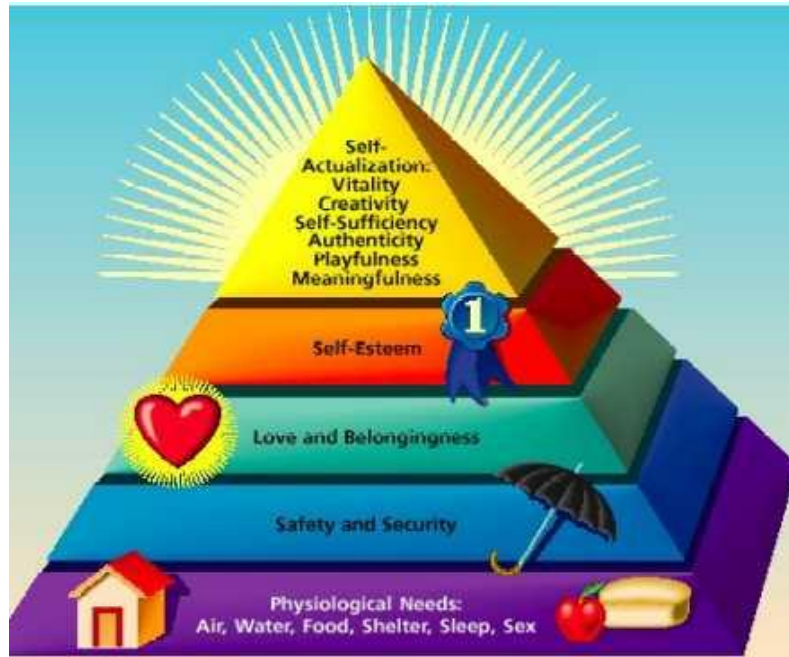 Self-
Actualization:
Vitality
Creativity
Self-Sufficiency
Authenticity
Playfulness
Meaningfulness
1
Self-Esteem
Love and Belongingness
Safety and Security
Physiological Needs:
Air, Water, Food, Shelter, Sleep, Sex